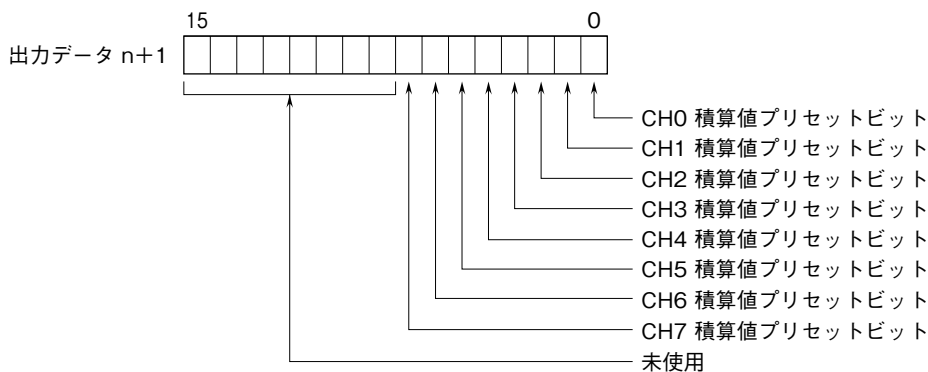 15 0
出力データ n＋1
CH0 積算値プリセットビット
CH1 積算値プリセットビット
CH2 積算値プリセットビット
CH3 積算値プリセットビット
CH4 積算値プリセットビット
CH5 積算値プリセットビット
CH6 積算値プリセットビット
CH7 積算値プリセットビット
未使用